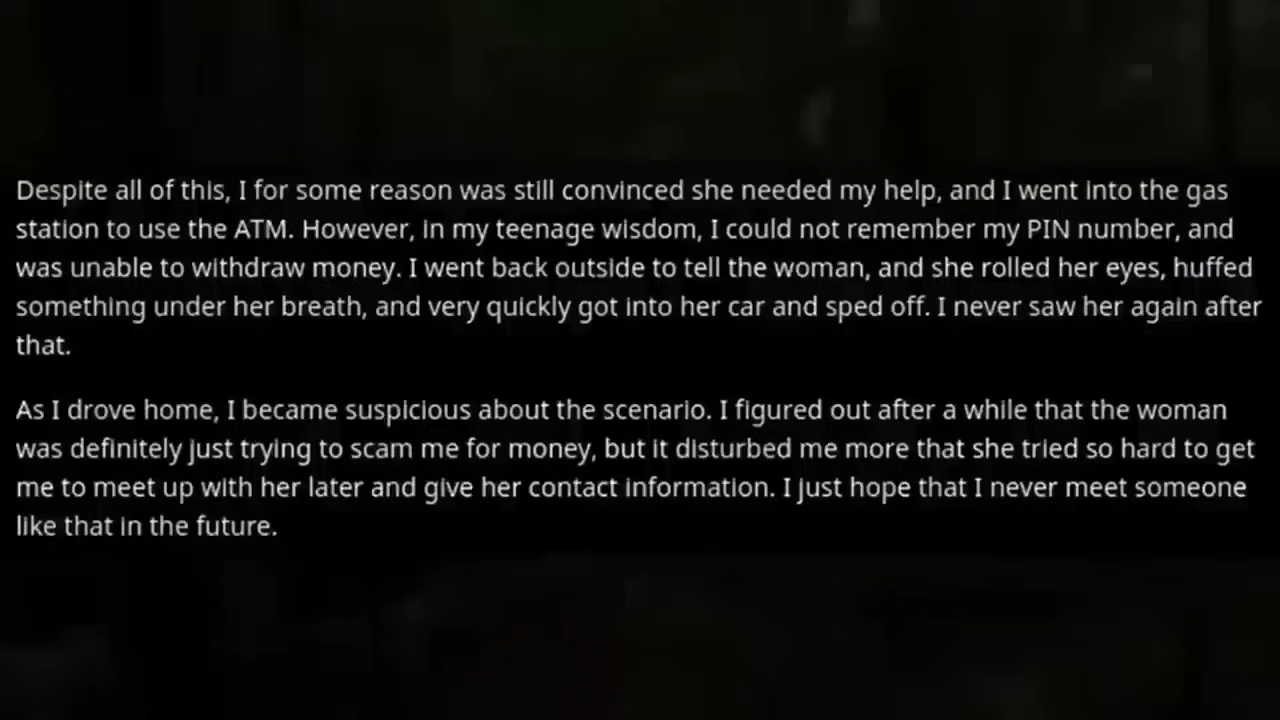 Despite all of this, I for some reason was still convinced she needed my help, and I went into the gas
station to use the ATM. However, in my teenage wisdom, I could not remember my PIN number, and
was unable to withdraw money. I went back outside to tell the woman, and she rolled her eyes, huffed
something under her breath, and very quickly got into her car and sped off. I never saw her again after
that.
As I drove home, I became suspicious about the scenario. I figured out after a while that the woman
was definitely just trying to scam me for money, but it disturbed me more that she tried so hard to get
me to meet up with her later and give her contact information. I just hope that I never meet someone
like that in the future.